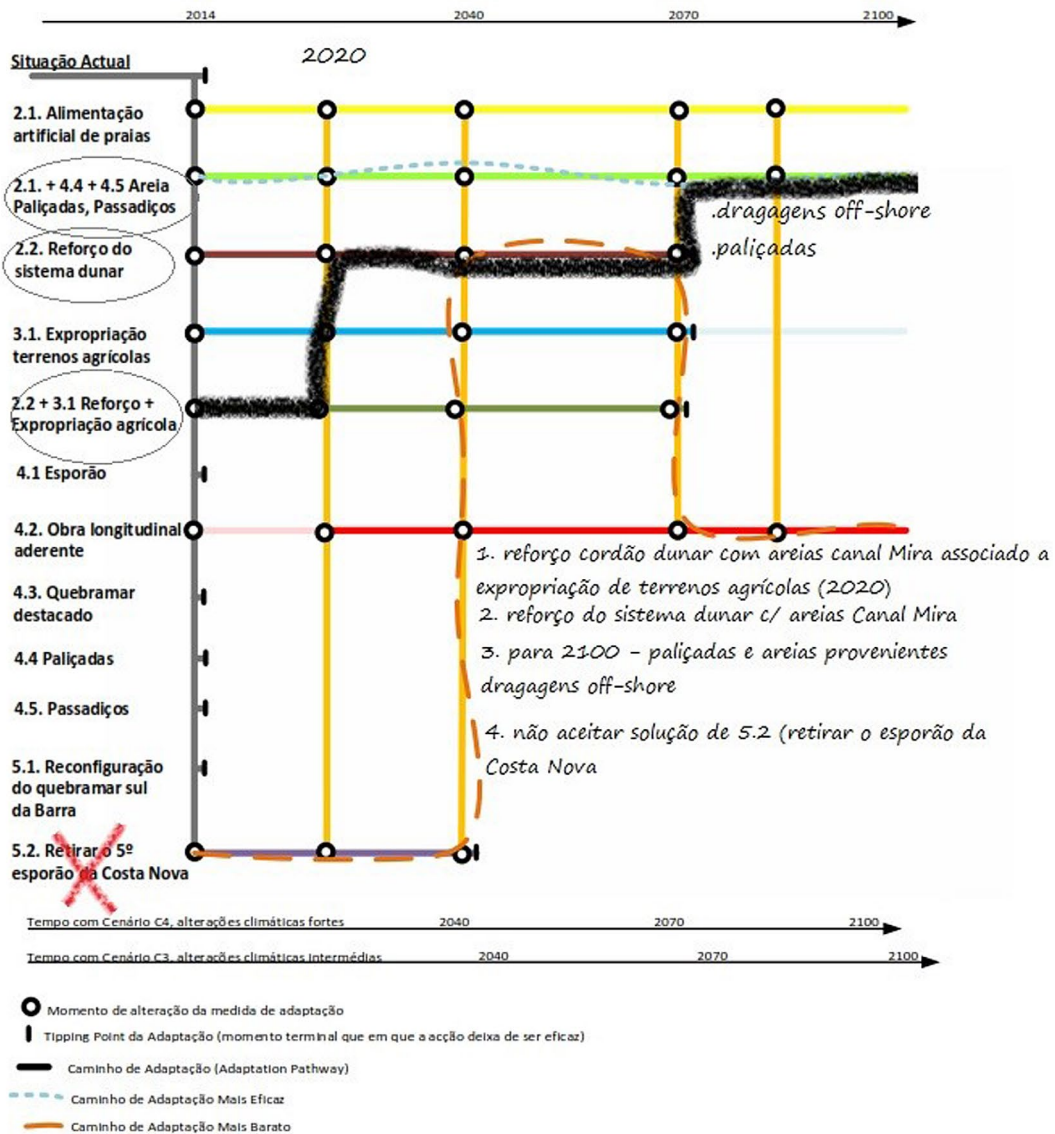 2014 2040 2070 2100
Situação Actual
2020
2.1. Alimentação
artificial de praias
2.1. + 4.4 + 4.5 Areia
Paliçadas, Passadiços
.dragagens off-shore
.paliçadas
2.2. Reforço do
sistema dunar
3.1. Expropriação
terrenos agrícolas
2.2 + 3.1 Reforço +
Expropriação agrícola
4.1 Esporão
4.2. Obra longitudinal
aderente
1. reforço cordão dunar com areias canal Mira associado a
expropriação de terrenos agrícolas (2020)
2. reforço do sistema dunar c/ areias Canal Mira
3. para 2100 - paliçadas e areias provenientes
dragagens off-shore
4. não aceitar solução de 5.2 (retirar o esporão da
Costa Nova
4.3. Quebramar
destacado
4.4 Paliçadas
4.5. Passadiços
5.1. Reconfiguração
do quebramar sul
da Barra
5.2. Retirar o 5º
esporão da Costa Nova
Tempo com Cenário C4, alterações climáticas fortes 2040 2070 2100
Tempo com Cenário C3, alterações climáticas intermédias 2040 2070 2100
Momento de alteração da medida de adaptação
Tipping Point da Adaptação (momento terminal que em que a acção deixa de ser eficaz)
Caminho de Adaptação (Adaptation Pathway)
Caminho de Adaptação Mais Eficaz
Caminho de Adaptação Mais Barato